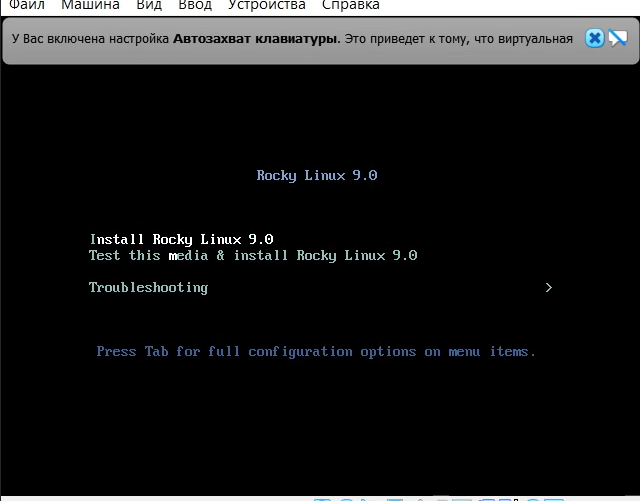 Файл Машина Вид Ввод Устройства Справка
У Вас включена настройка Автозахват клавиатуры. Это приведет к тому, что виртуальная
Rocky Linux 9.0
Install Rocky Linux 9.0
Test this media & install Rocky Linux 9.0
Troubleshooting >
Press Tab for full configuration options on menu items.